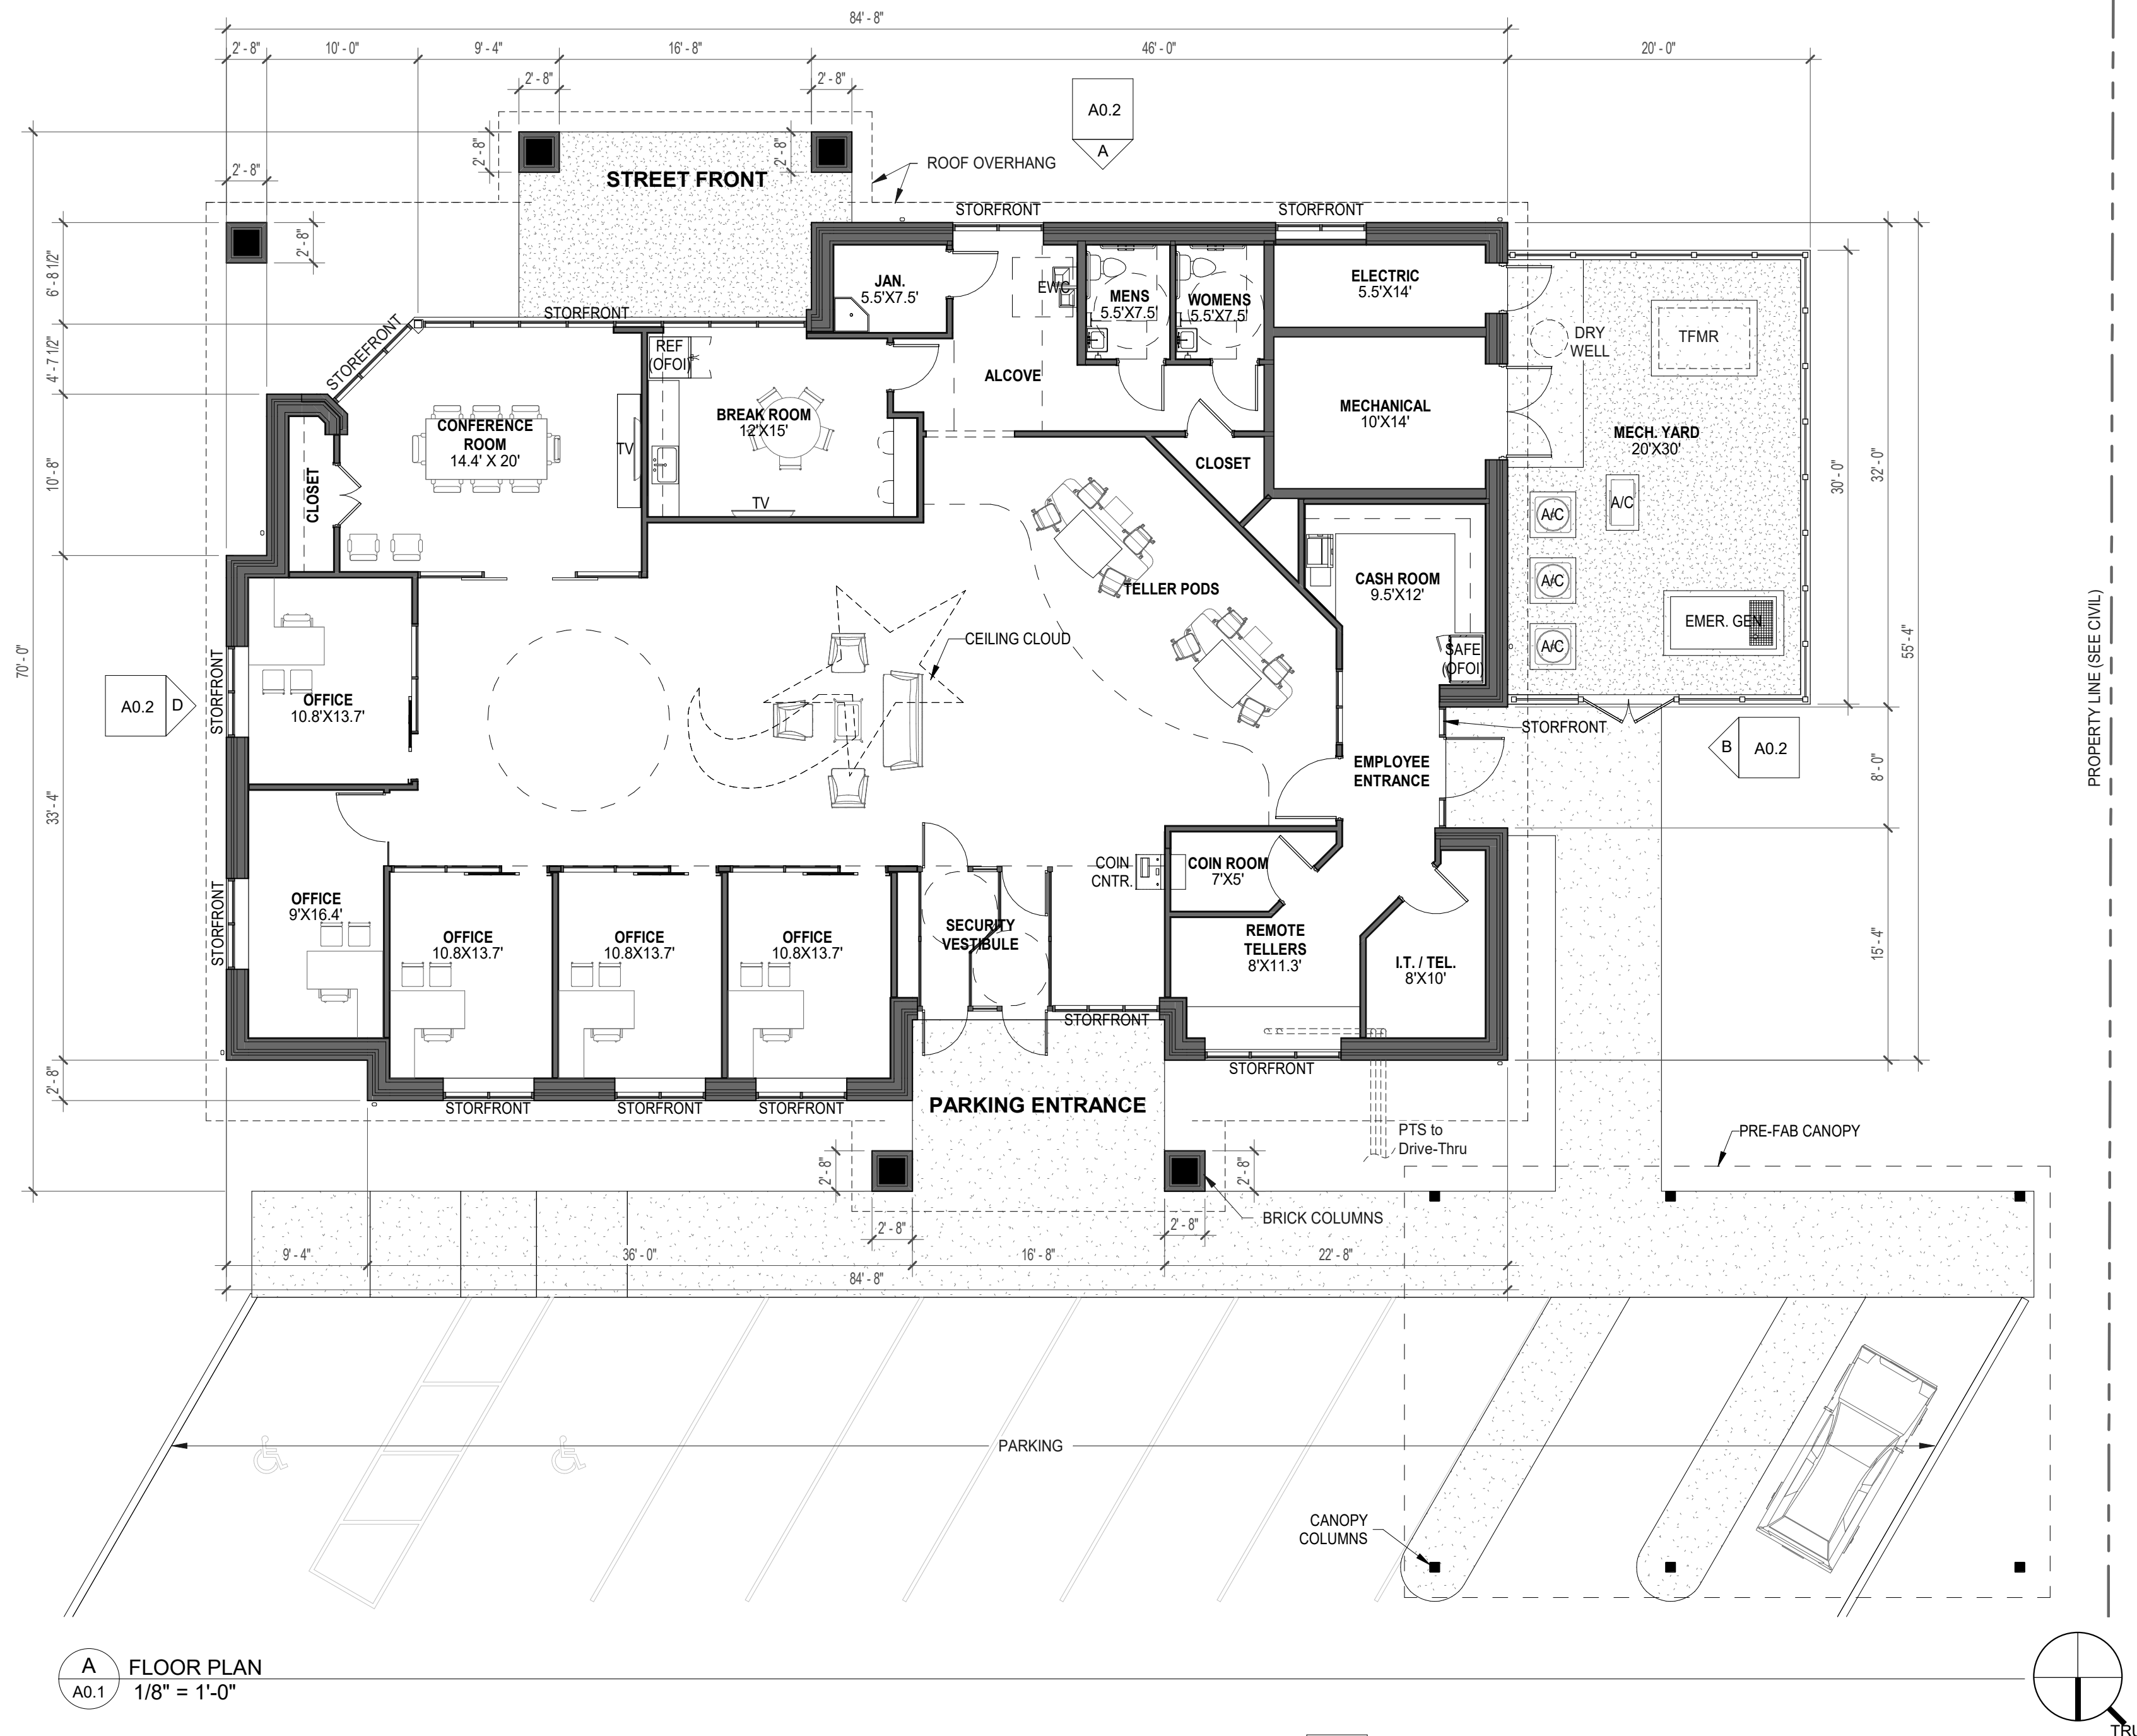 84' - 8"
2' - 8"
10' - 0"
9' - 4"
16' - 8"
46' - 0"
20' - 0"
2' - 8"
2' - 8"
A0.2
A
2' - 8"
2' - 8"
ROOF OVERHANG
STREET FRONT
2' - 8"
STORFRONT
STORFRONT
2' - 8"
6' - 8 1/2"
JAN.
5.5'X7.5'
EWC
MENS
5.5'X7.5'
WOMENS
5.5'X7.5'
ELECTRIC
5.5'X14'
STORFRONT
STOREFRONT
DRY
WELL
TFMR
REF
(OFOI)
4' - 7 1/2"
ALCOVE
BREAK ROOM
12'X15'
MECHANICAL
10'X14'
CONFERENCE
ROOM
14.4' X 20'
TV
MECH. YARD
20'X30'
30' - 0"
32' - 0"
10' - 8"
CLOSET
CLOSET
TV
A/C
A/C
CASH ROOM
9.5'X12'
A/C
TELLER PODS
EMER. GEN
55' - 4"
70' - 0"
PROPERTY LINE (SEE CIVIL)
CEILING CLOUD
SAFE
(OFOI)
A/C
A0.2
D
STORFRONT
OFFICE
10.8'X13.7'
STORFRONT
B
A0.2
EMPLOYEE
ENTRANCE
8' - 0"
33' - 4"
COIN
CNTR.
COIN ROOM
7'X5'
OFFICE
9'X16.4'
STORFRONT
SECURITY
VESTIBULE
OFFICE
10.8X13.7'
OFFICE
10.8X13.7'
OFFICE
10.8X13.7'
REMOTE
TELLERS
8'X11.3'
I.T. / TEL.
8'X10'
15' - 4"
STORFRONT
STORFRONT
2' - 8"
STORFRONT
STORFRONT
STORFRONT
PARKING ENTRANCE
PTS to
Drive-Thru
PRE-FAB CANOPY
2' - 8"
2' - 8"
BRICK COLUMNS
2' - 8"
2' - 8"
9' - 4"
36' - 0"
16' - 8"
22' - 8"
84' - 8"
PARKING
CANOPY
COLUMNS
A
A0.1
FLOOR PLAN
1/8" = 1'-0"